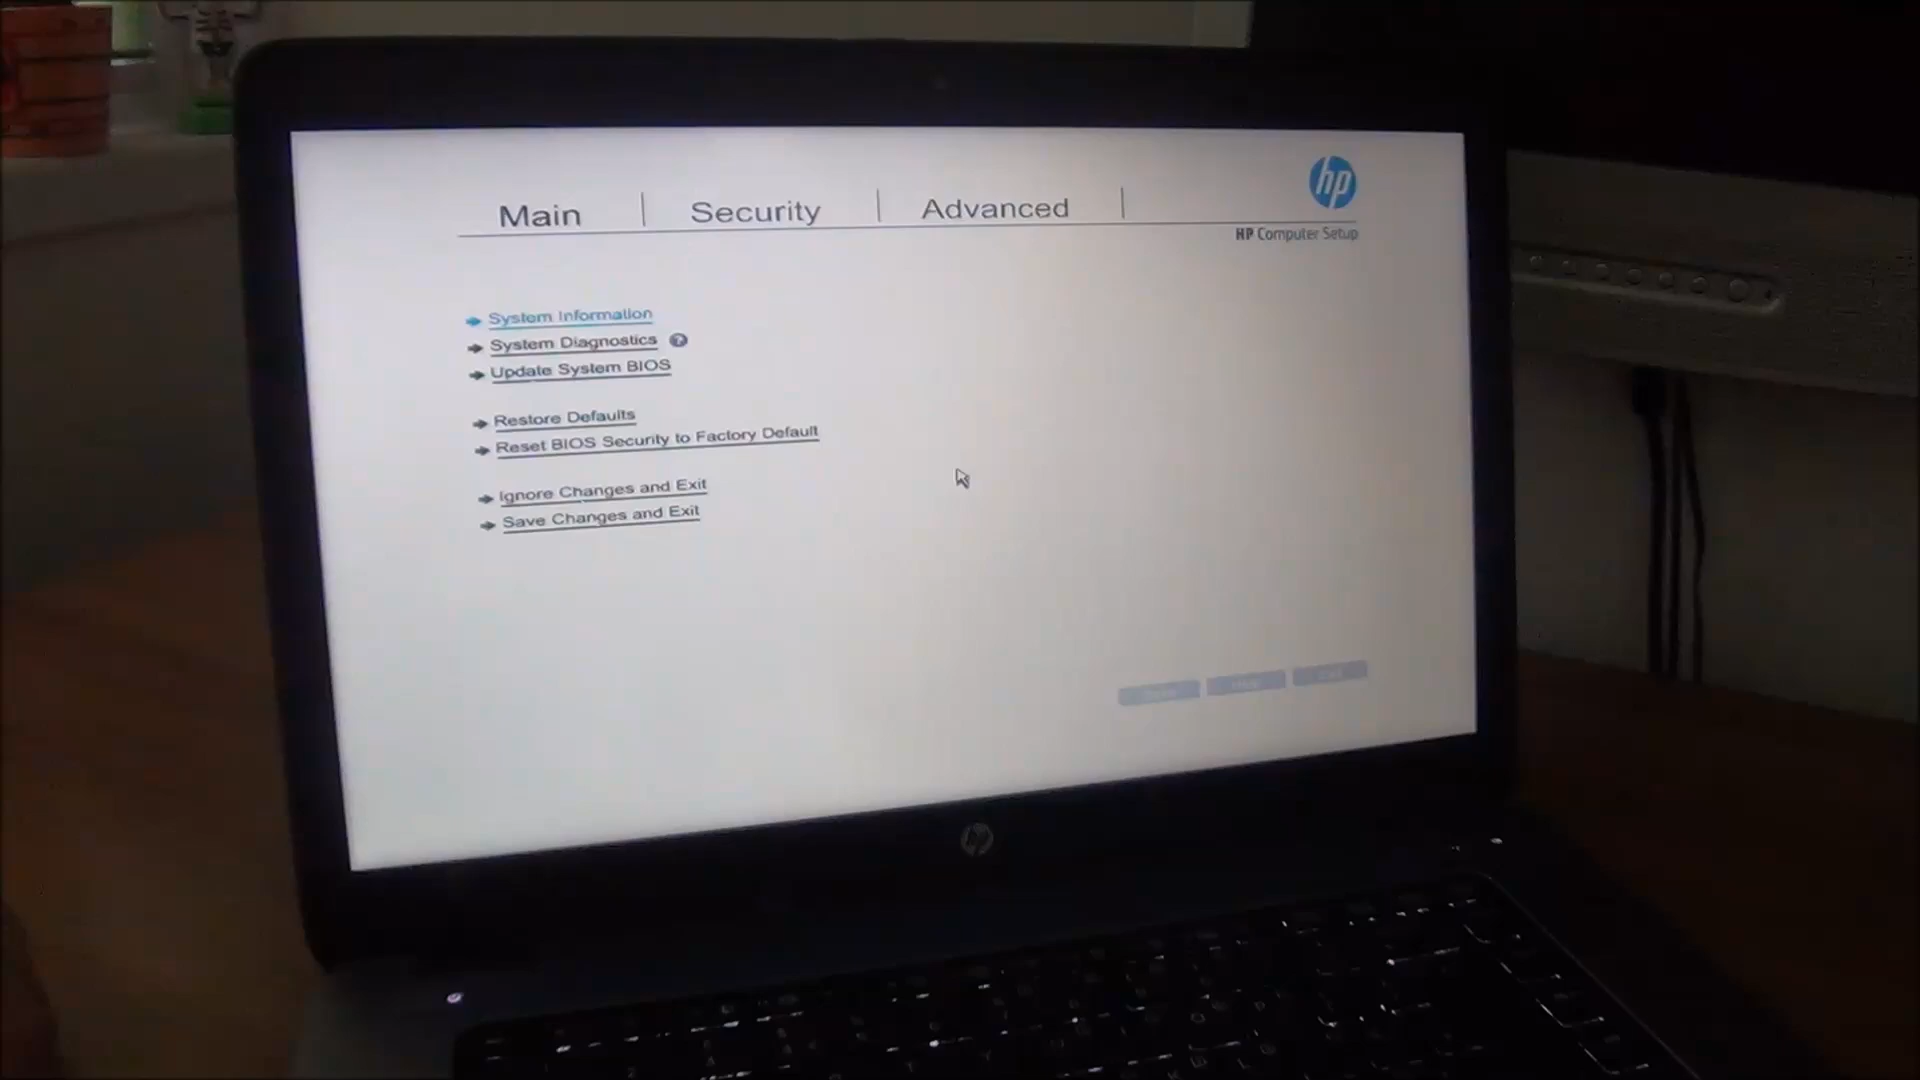 Main Security Advanced
hp
HP Computer Setup
System Information
System Diagnostics ?
Update System BIOS
Restore Defaults
Reset BIOS Security to Factory Default
Ignore Changes and Exit
Save Changes and Exit
hp